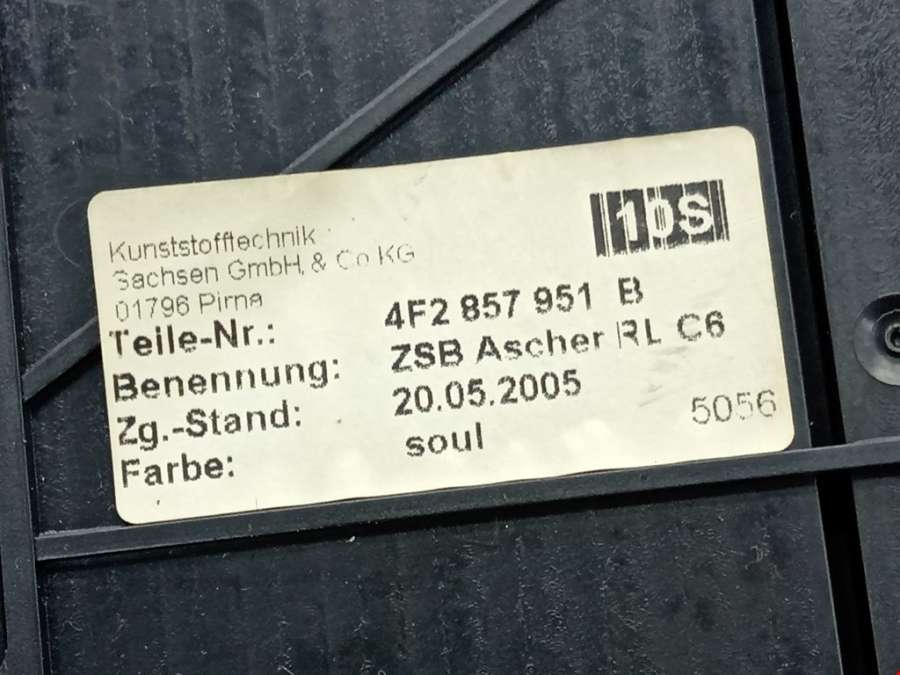 Kunststofftechnik
Sachsen GmbH & Co KG
01796 Pirna
10S
Teile-Nr.: 4F2 857 951 B
Benennung: ZSB Ascher RL C6
Zg.-Stand: 20.05.2005
Farbe: soul
5056